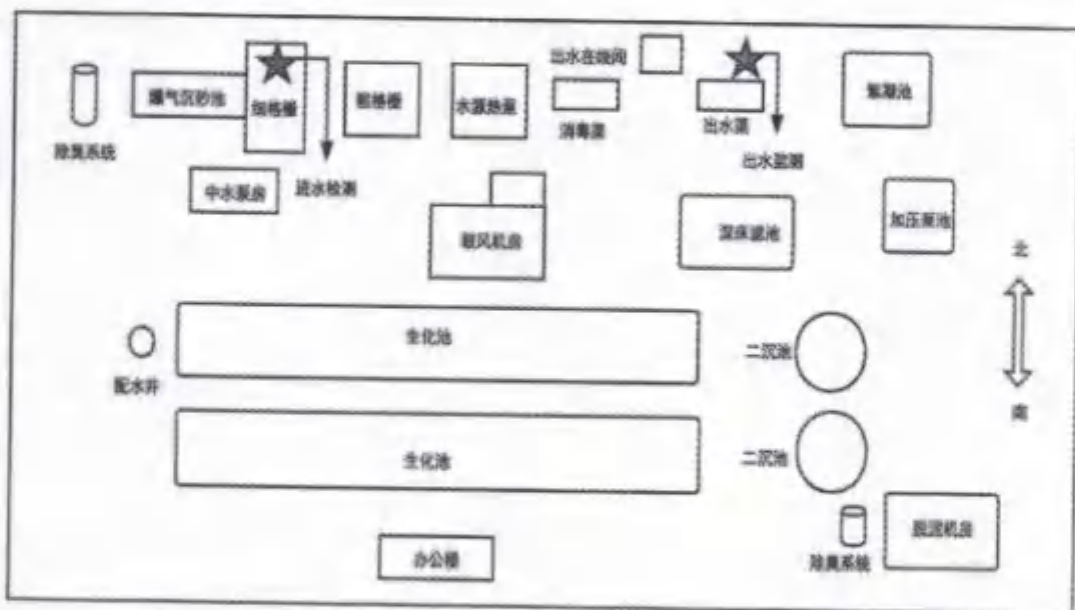 出水在线间
曝气沉砂池
细格栅
粗格栅
水源热泵
絮凝池
消毒渠
出水渠
除臭系统
出水监测
中水泵房
进水检测
鼓风机房
深床滤池
加压泵池
北
生化池
二沉池
配水井
南
生化池
二沉池
脱泥机房
办公楼
除臭系统